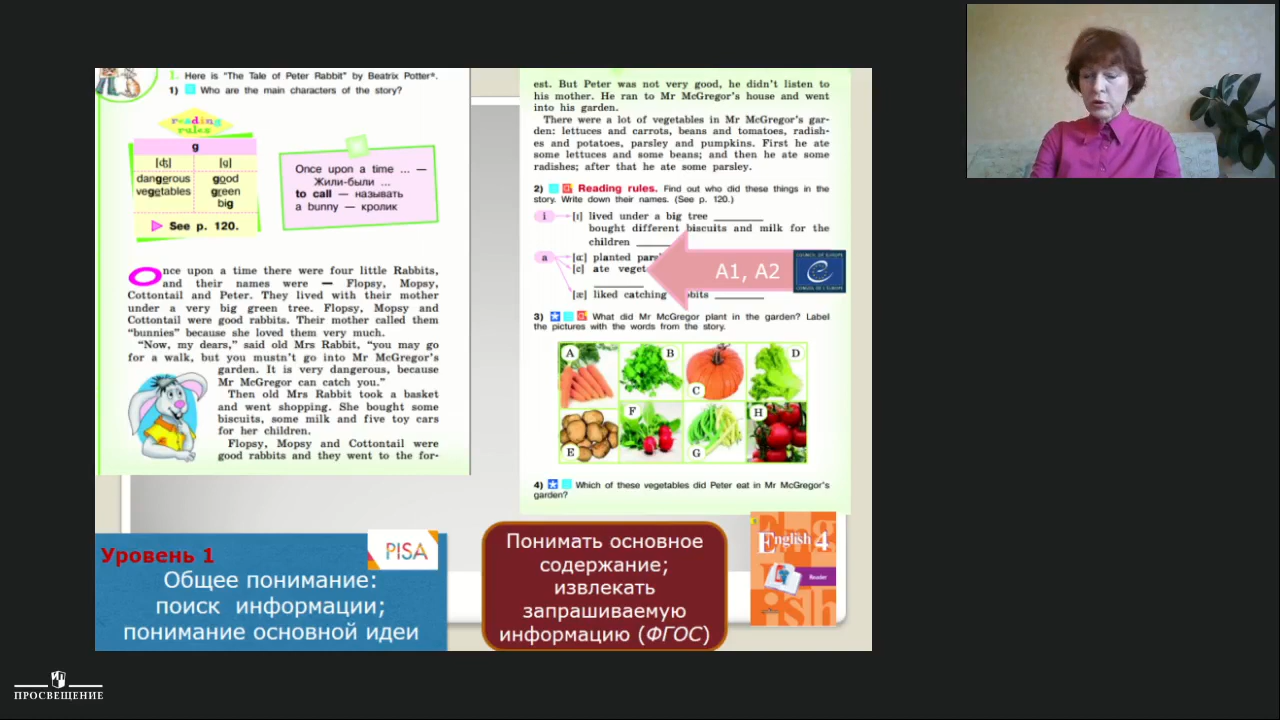 1. Here is "The Tale of Peter Rabbit" by Beatrix Potter*.
1) Who are the main characters of the story?
reading
rules
g
[ʤ] [g]
dangerous good
vegetables green
big
See p. 120.
Once upon a time ... —
Жили-были ...
to call — называть
a bunny — кролик
Once upon a time there were four little Rabbits,
and their names were — Flopsy, Mopsy,
Cottontail and Peter. They lived with their mother
under a very big green tree. Flopsy, Mopsy and
Cottontail were good rabbits. Their mother called them
"bunnies" because she loved them very much.
"Now, my dears," said old Mrs Rabbit, "you may go
for a walk, but you mustn't go into Mr McGregor's
garden. It is very dangerous, because
Mr McGregor can catch you."
Then old Mrs Rabbit took a basket
and went shopping. She bought some
biscuits, some milk and five toy cars
for her children.
Flopsy, Mopsy and Cottontail were
good rabbits and they went to the for-
est. But Peter was not very good, he didn't listen to
his mother. He ran to Mr McGregor's house and went
into his garden.
There were a lot of vegetables in Mr McGregor's gar-
den: lettuces and carrots, beans and tomatoes, radish-
es and potatoes, parsley and pumpkins. First he ate
some lettuces and some beans; and then he ate some
radishes; after that he ate some parsley.
2) Reading rules. Find out who did these things in the
story. Write down their names. (See p. 120.)
i [ɪ] lived under a big tree
bought different biscuits and milk for the
children
a [ɑ:] planted
[e] ate
[æ] liked catching
A1, A2
COUNCIL OF EUROPE
CONSEIL DE L'EUROPE
3) What did Mr McGregor plant in the garden? Label
the pictures with the words from the story.
A B C D
E F G H
4) Which of these vegetables did Peter eat in Mr McGregor's
garden?
Уровень 1
PISA
Общее понимание:
поиск информации;
понимание основной идеи
Понимать основное
содержание;
извлекать
запрашиваемую
информацию (ФГОС)
English 4
Reader
ПРОСВЕЩЕНИЕ